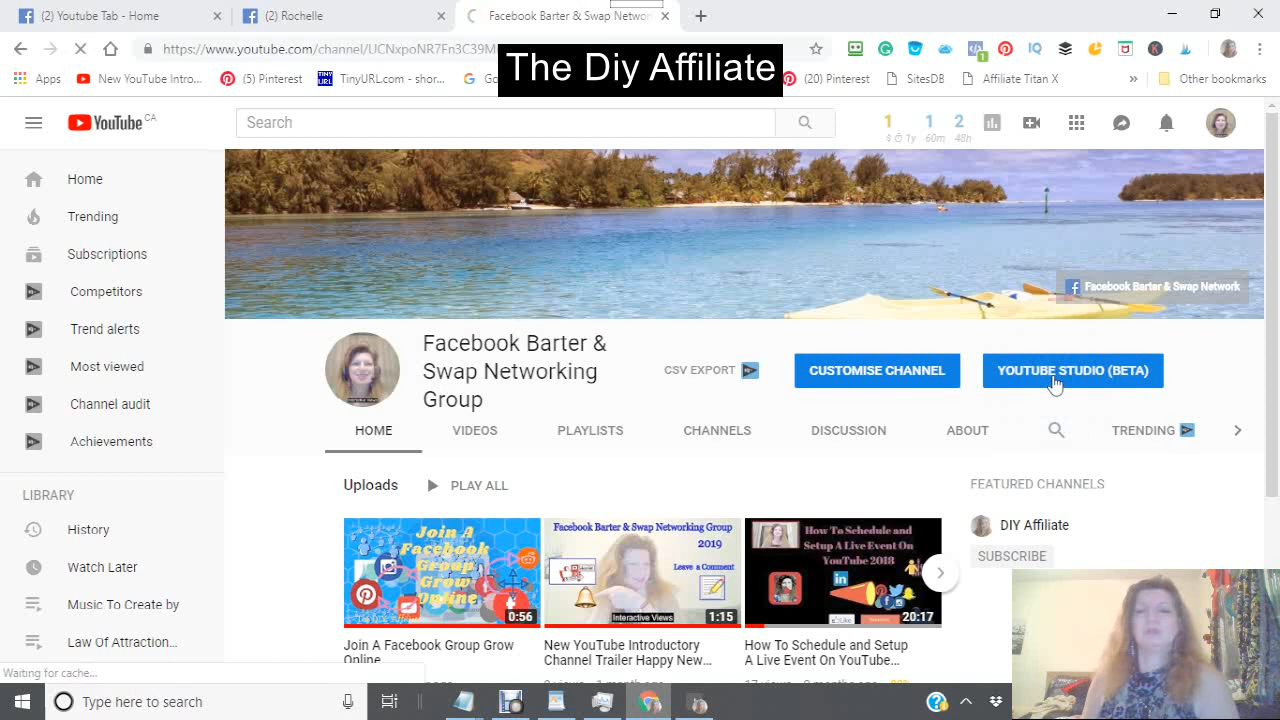 (2) Youtube Tab - Home
(2) Rochelle
Facebook Barter & Swap Networ
https://www.youtube.com/channel/UCNxpoNR7Fn3C39M
The Diy Affiliate
Apps
New YouTube Intro...
(5) Pinterest
TinyURL.com - shor...
(20) Pinterest
SitesDB
Affiliate Titan X
Other bookmarks
YouTube CA
Search
1 1 2
1y 60m 48h
Home
Trending
Subscriptions
Competitors
Trend alerts
Most viewed
Channel audit
Achievements
LIBRARY
History
Watch Later
Music To Create by
Law Of Attraction...
Waiting for cache...
Facebook Barter & Swap Network
Facebook Barter &
Swap Networking
Group
CSV EXPORT
CUSTOMISE CHANNEL
YOUTUBE STUDIO (BETA)
HOME
VIDEOS
PLAYLISTS
CHANNELS
DISCUSSION
ABOUT
TRENDING
Uploads
PLAY ALL
FEATURED CHANNELS
DIY Affiliate
SUBSCRIBE
Join A
Facebook
Group
Grow
Online
0:56
Facebook Barter & Swap Networking Group
2019
Leave a Comment
Interactive Views
1:15
How To Schedule and
Setup A Live Event On
YouTube 2018
Like
20:17
Join A Facebook Group Grow
Online
New YouTube Introductory
Channel Trailer Happy New...
How To Schedule and Setup
A Live Event On YouTube...
Type here to search